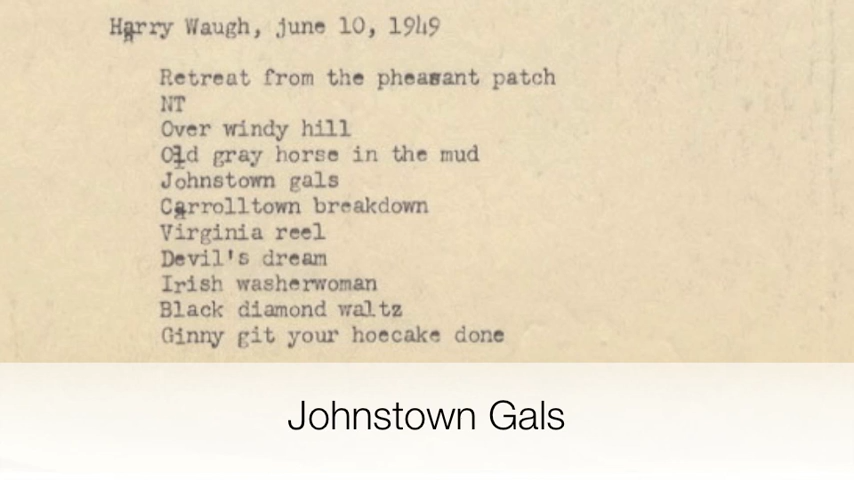 Harry Waugh, june 10, 1949
Retreat from the pheasant patch
NT
Over windy hill
Old gray horse in the mud
Johnstown gals
Carrolltown breakdown
Virginia reel
Devil's dream
Irish washerwoman
Black diamond waltz
Ginny git your hoecake done
Johnstown Gals